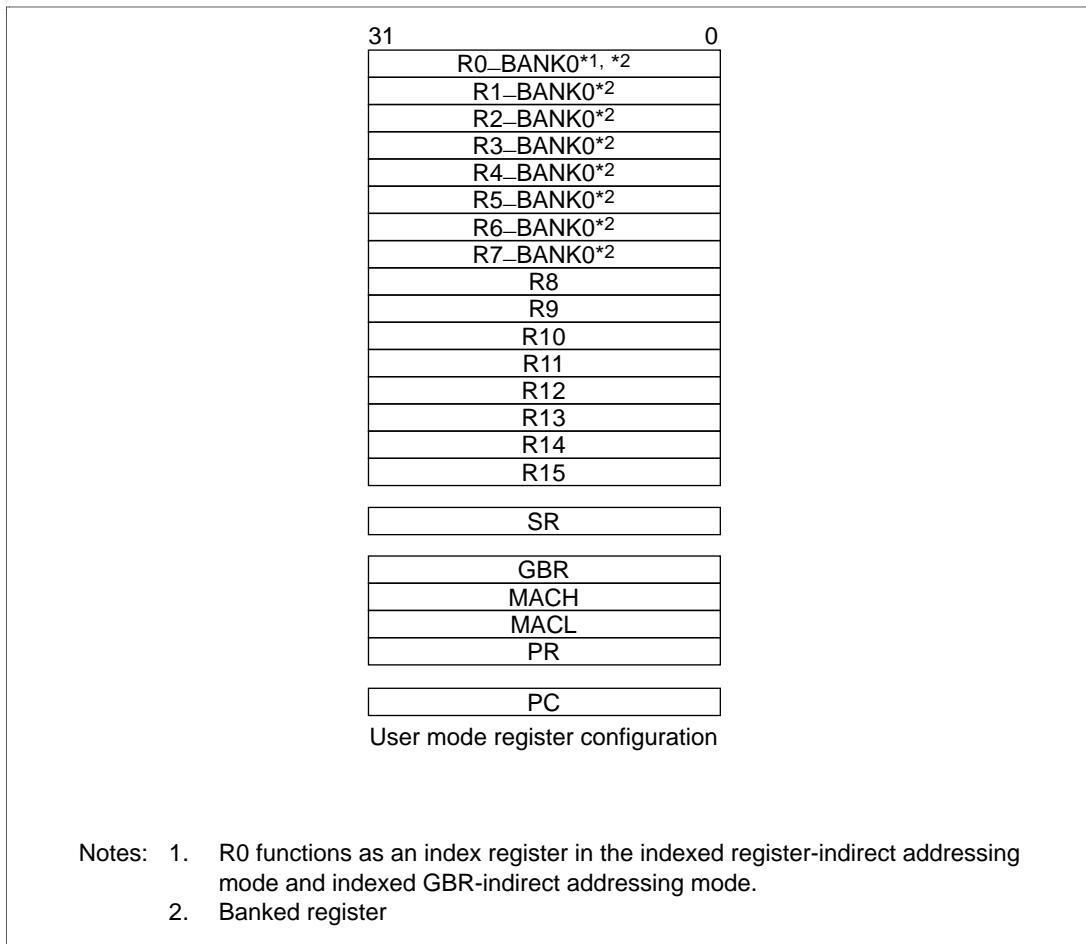 31 0
R0_BANK0*1, *2
R1_BANK0*2
R2_BANK0*2
R3_BANK0*2
R4_BANK0*2
R5_BANK0*2
R6_BANK0*2
R7_BANK0*2
R8
R9
R10
R11
R12
R13
R14
R15
SR
GBR
MACH
MACL
PR
PC
User mode register configuration
Notes: 1. R0 functions as an index register in the indexed register-indirect addressing
mode and indexed GBR-indirect addressing mode.
2. Banked register